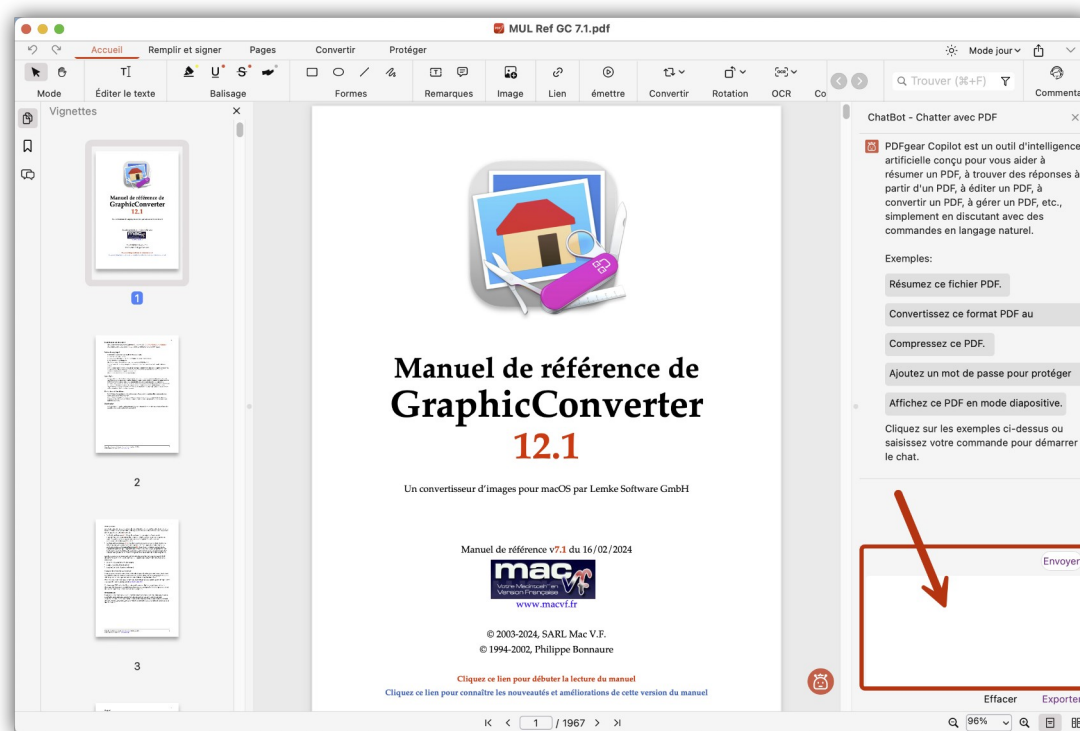 MUL Ref GC 7.1.pdf
Accueil
Remplir et signer
Pages
Convertir
Protéger
Mode jour
Mode
Éditer le texte
Balisage
Formes
Remarques
Image
Lien
émettre
Convertir
Rotation
OCR
Co
Trouver (⌘+F)
Commenta
Vignettes
Manuel de référence de
GraphicConverter
12.1
1
2
3
Manuel de référence de
GraphicConverter
12.1
Un convertisseur d'images pour macOS par Lemke Software GmbH
Manuel de référence v7.1 du 16/02/2024
mac
VF
Votre Macintosh en
Version Française
www.macvf.fr
© 2003-2024, SARL Mac V.F.
© 1994-2002, Philippe Bonnaure
Cliquez ce lien pour débuter la lecture du manuel
Cliquez ce lien pour connaître les nouveautés et améliorations de cette version du manuel
1 / 1967
ChatBot - Chatter avec PDF
PDFgear Copilot est un outil d'intelligence
artificielle conçu pour vous aider à
résumer un PDF, à trouver des réponses à
partir d'un PDF, à éditer un PDF, à
convertir un PDF, à gérer un PDF, etc.,
simplement en discutant avec des
commandes en langage naturel.
Exemples:
Résumez ce fichier PDF.
Convertissez ce format PDF au
Compressez ce PDF.
Ajoutez un mot de passe pour protéger
Affichez ce PDF en mode diapositive.
Cliquez sur les exemples ci-dessus ou
saisissez votre commande pour démarrer
le chat.
Envoyer
Effacer
Exporter
96%